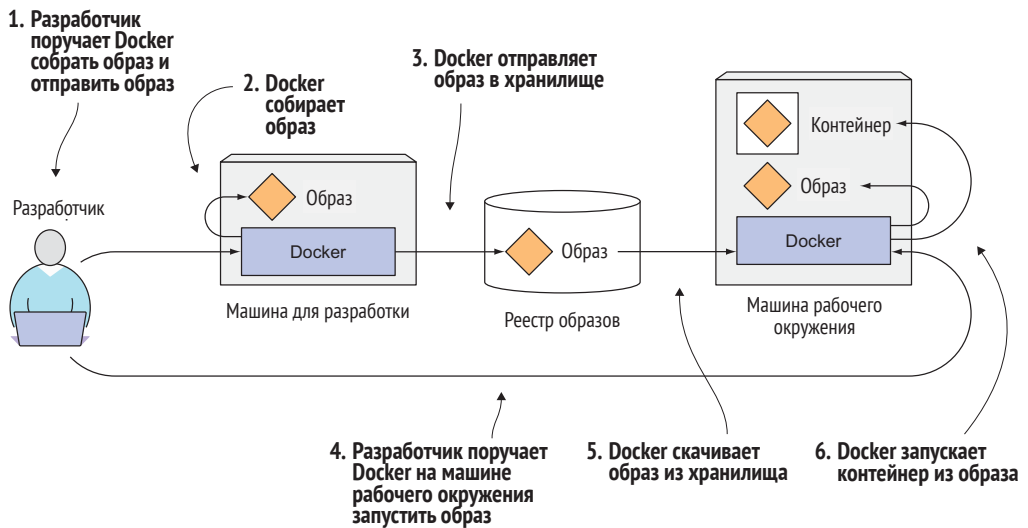 1. Разработчик
поручает Docker
собрать образ и
отправить образ
2. Docker
собирает
образ
3. Docker отправляет
образ в хранилище
Контейнер
Образ
Docker
Разработчик
Образ
Docker
Образ
Машина для разработки
Реестр образов
Машина рабочего
окружения
4. Разработчик поручает
Docker на машине
рабочего окружения
запустить образ
5. Docker скачивает
образ из хранилища
6. Docker запускает
контейнер из образа